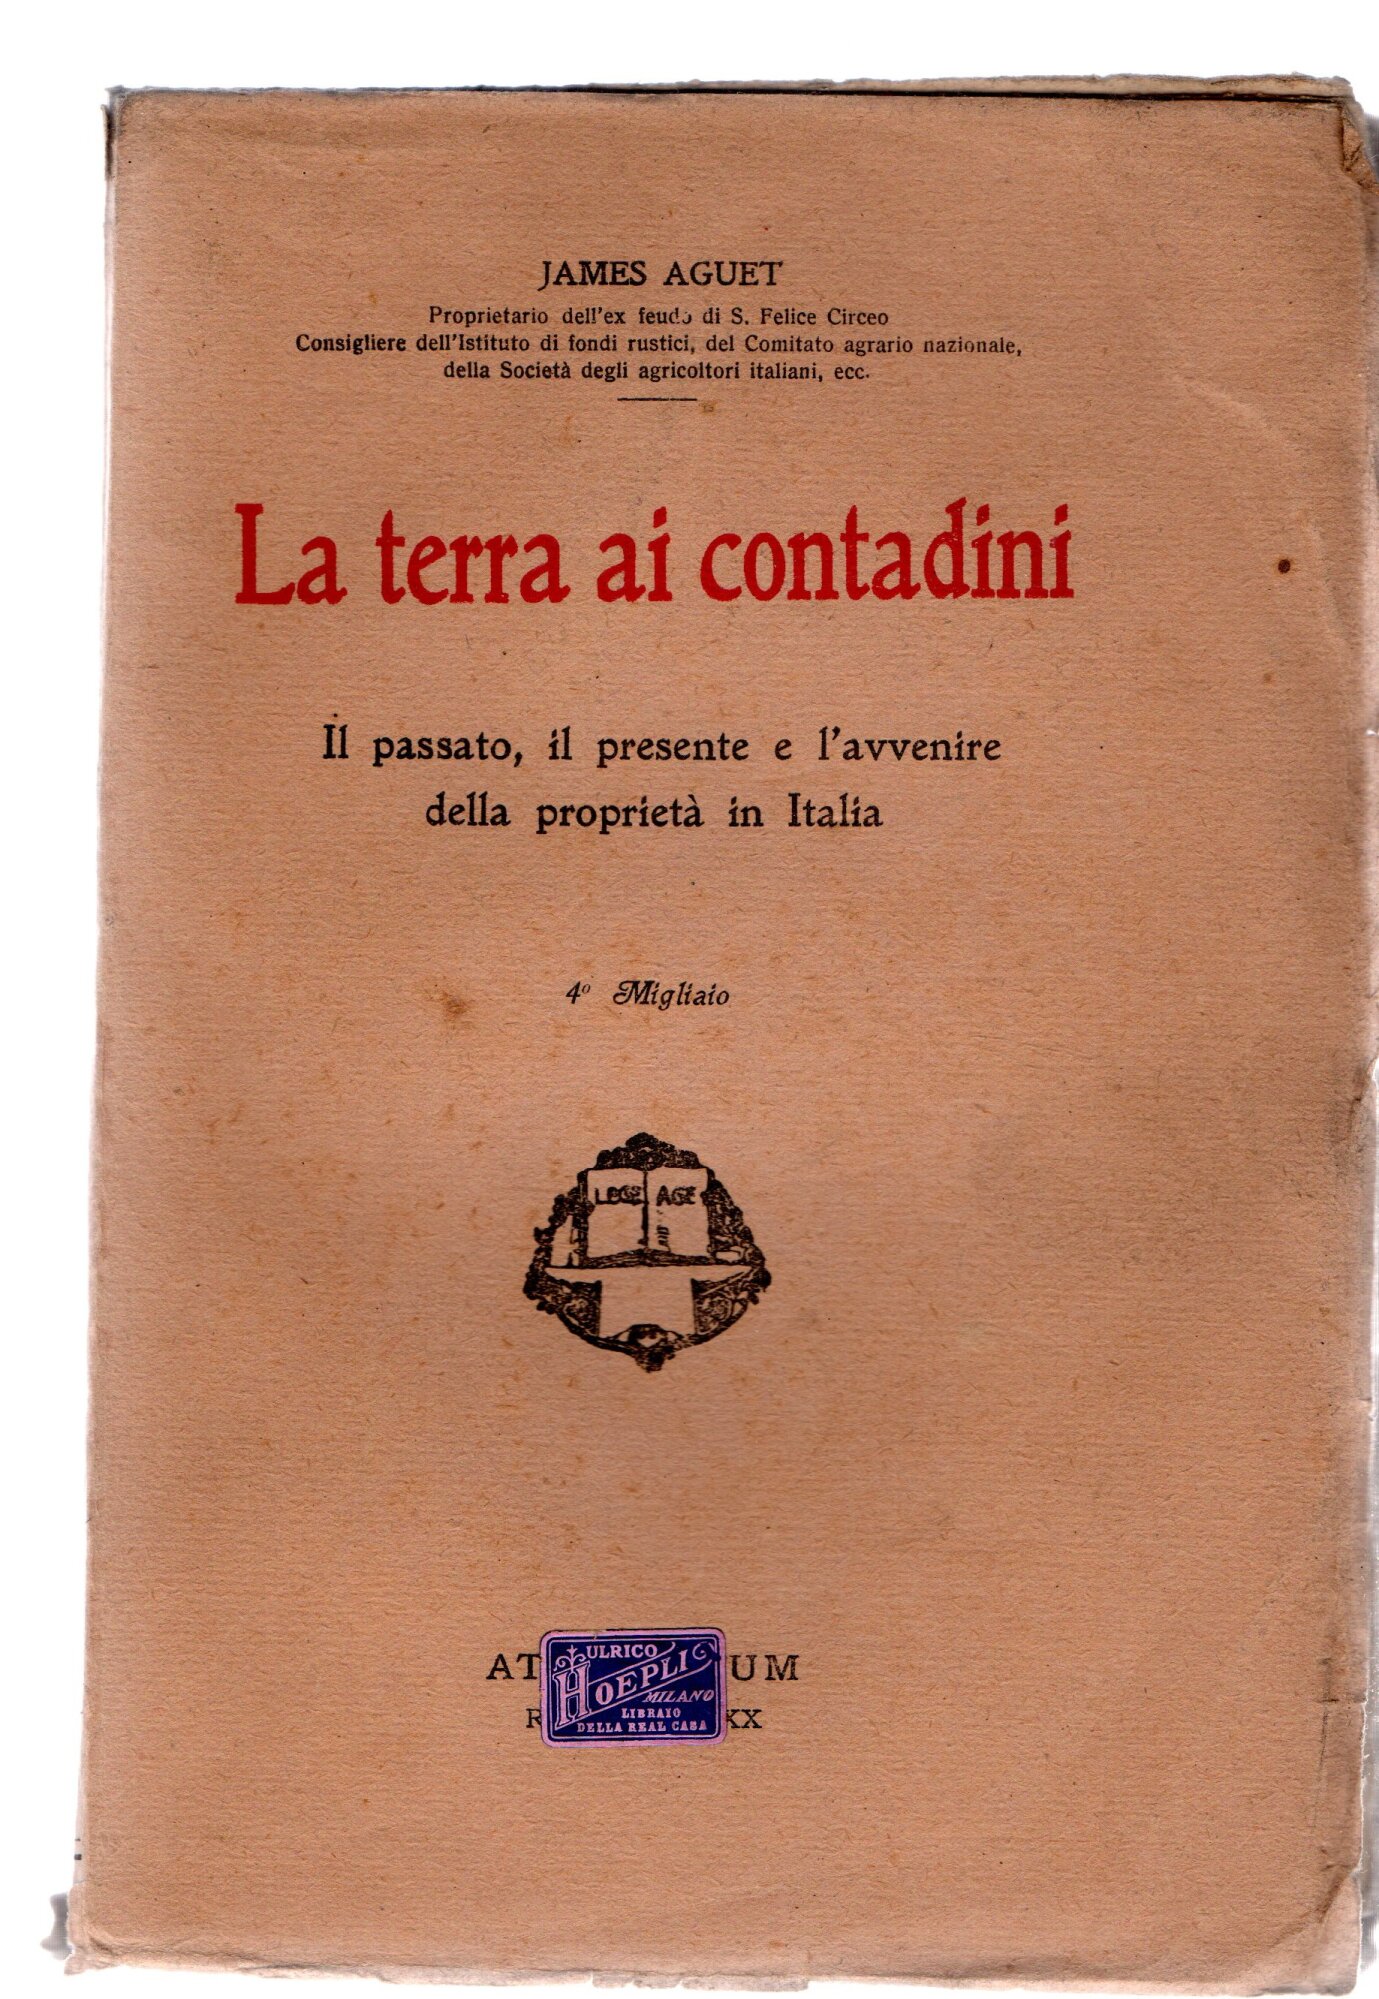 JAMES AGUET
Proprietario dell'ex feudo di S. Felice Circeo
Consigliere dell'Istituto di fondi rustici, del Comitato agrario nazionale,
della Società degli agricoltori italiani, ecc.
La terra ai contadini
Il passato, il presente e l'avvenire
della proprietà in Italia
4º Migliaio
LEGE AGE
AT UM
R XX
ULRICO
HOEPLI
MILANO
LIBRAIO
DELLA REAL CASA